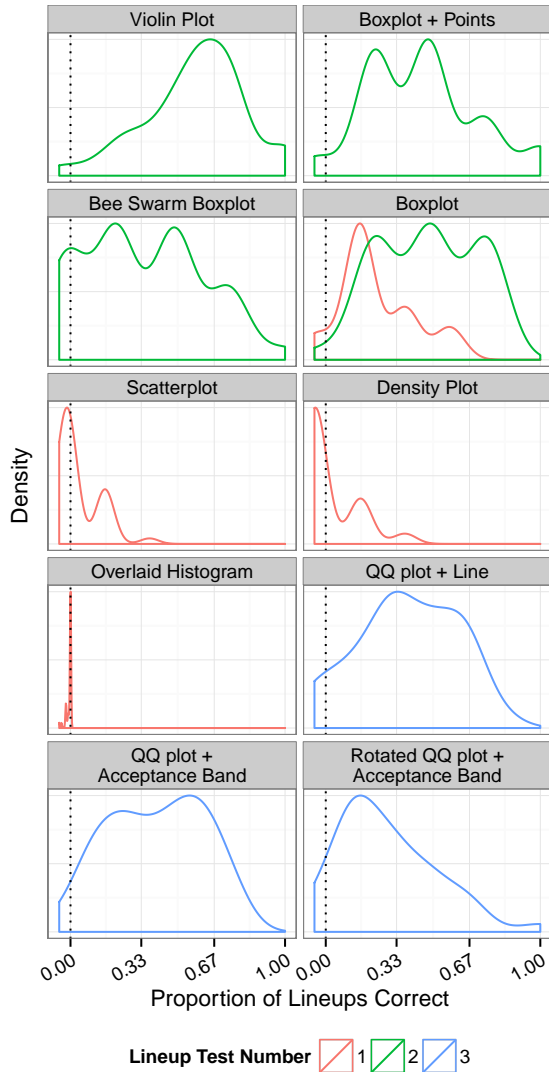 Violin Plot
Boxplot + Points
Bee Swarm Boxplot
Boxplot
Scatterplot
Density Plot
Overlaid Histogram
QQ plot + Line
QQ plot +
Acceptance Band
Rotated QQ plot +
Acceptance Band
Density
0.00 0.33 0.67 1.00
0.00 0.33 0.67 1.00
Proportion of Lineups Correct
Lineup Test Number 1 2 3